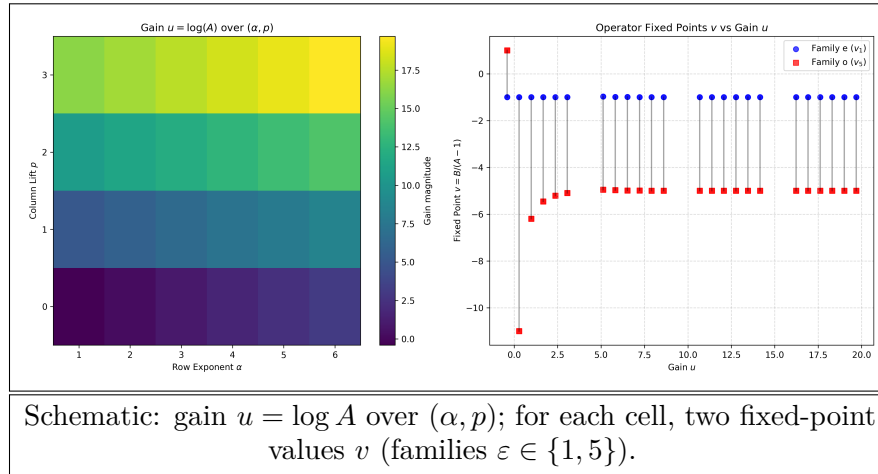 Gain u = log(A) over (α, p)
3
2
1
0
Column Lift p
1 2 3 4 5 6
Row Exponent α
17.5
15.0
12.5
10.0
7.5
5.0
2.5
0.0
Gain magnitude
Operator Fixed Points v vs Gain u
Family e (v₁)
Family o (v₅)
0
−2
−4
−6
−8
−10
Fixed Point v = B/(A − 1)
0.0 2.5 5.0 7.5 10.0 12.5 15.0 17.5 20.0
Gain u
Schematic: gain u = log A over (α, p); for each cell, two fixed-point
values v (families ε ∈ {1, 5}).